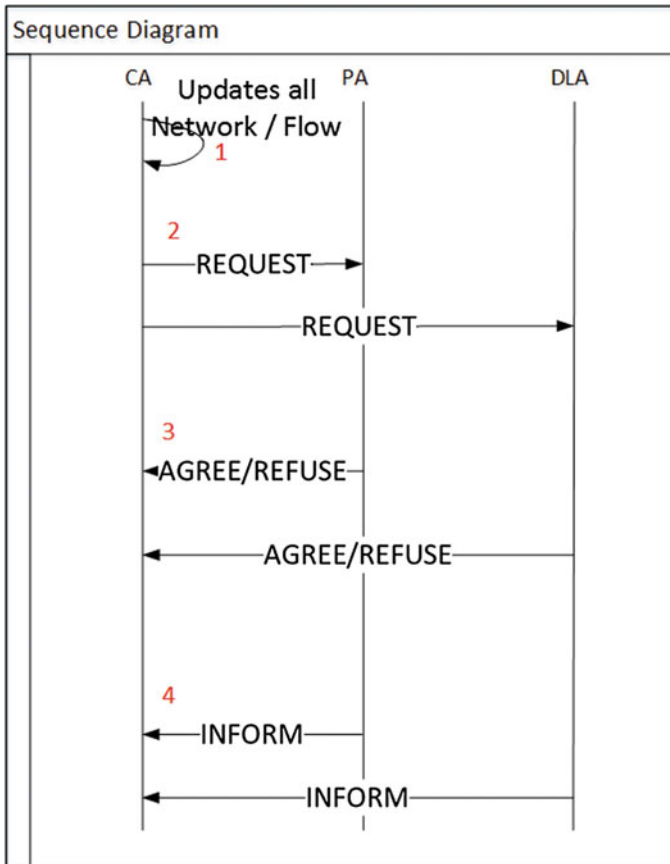 Sequence Diagram
CA
PA
DLA
Updates all
Network / Flow
1
2
REQUEST
REQUEST
3
AGREE/REFUSE
AGREE/REFUSE
4
INFORM
INFORM